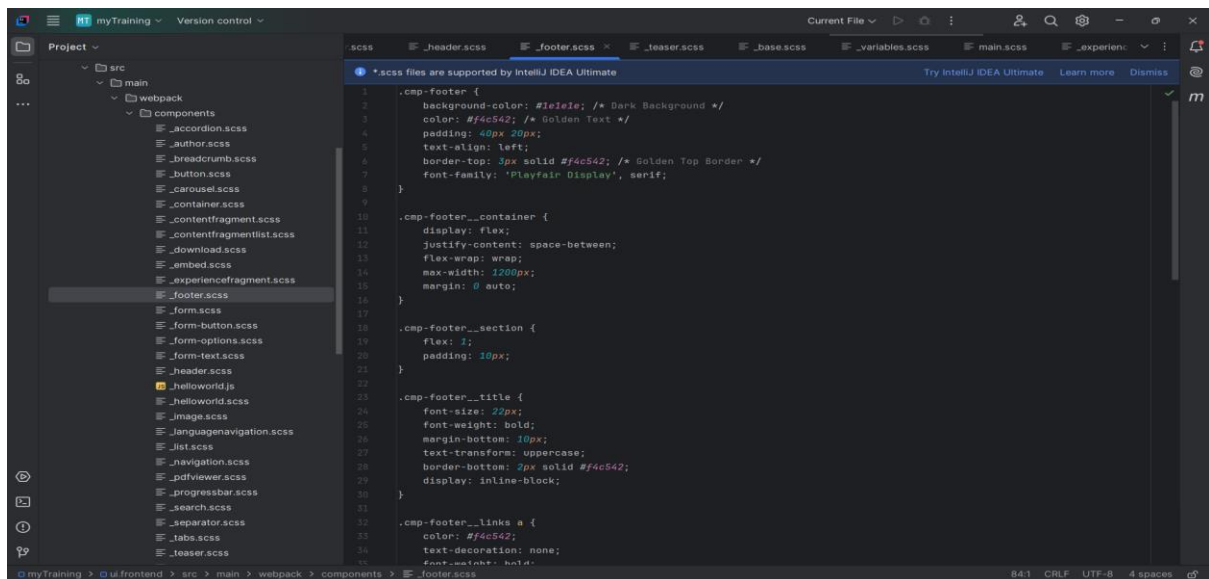 MT myTraining Version control Current File
Project
.scss _header.scss _footer.scss × _teaser.scss _base.scss _variables.scss main.scss _experienc
*.scss files are supported by IntelliJ IDEA Ultimate Try IntelliJ IDEA Ultimate Learn more Dismiss
src
main
webpack
components
_accordion.scss
_author.scss
_breadcrumb.scss
_button.scss
_carousel.scss
_container.scss
_contentfragment.scss
_contentfragmentlist.scss
_download.scss
_embed.scss
_experiencefragment.scss
_footer.scss
_form.scss
_form-button.scss
_form-options.scss
_form-text.scss
_header.scss
JS _helloworld.js
_helloworld.scss
_image.scss
_languagenavigation.scss
_list.scss
_navigation.scss
_pdfviewer.scss
_progressbar.scss
_search.scss
_separator.scss
_tabs.scss
_teaser.scss
1 .cmp-footer {
2 background-color: #1e1e1e; /* Dark Background */
3 color: #f4c542; /* Golden Text */
4 padding: 40px 20px;
5 text-align: left;
6 border-top: 3px solid #f4c542; /* Golden Top Border */
7 font-family: 'Playfair Display', serif;
8 }
9
10 .cmp-footer__container {
11 display: flex;
12 justify-content: space-between;
13 flex-wrap: wrap;
14 max-width: 1200px;
15 margin: 0 auto;
16 }
17
18 .cmp-footer__section {
19 flex: 1;
20 padding: 10px;
21 }
22
23 .cmp-footer__title {
24 font-size: 22px;
25 font-weight: bold;
26 margin-bottom: 10px;
27 text-transform: uppercase;
28 border-bottom: 2px solid #f4c542;
29 display: inline-block;
30 }
31
32 .cmp-footer__links a {
33 color: #f4c542;
34 text-decoration: none;
35 font-weight: bold;
m
myTraining > ui.frontend > src > main > webpack > components > _footer.scss 84:1 CRLF UTF-8 4 spaces